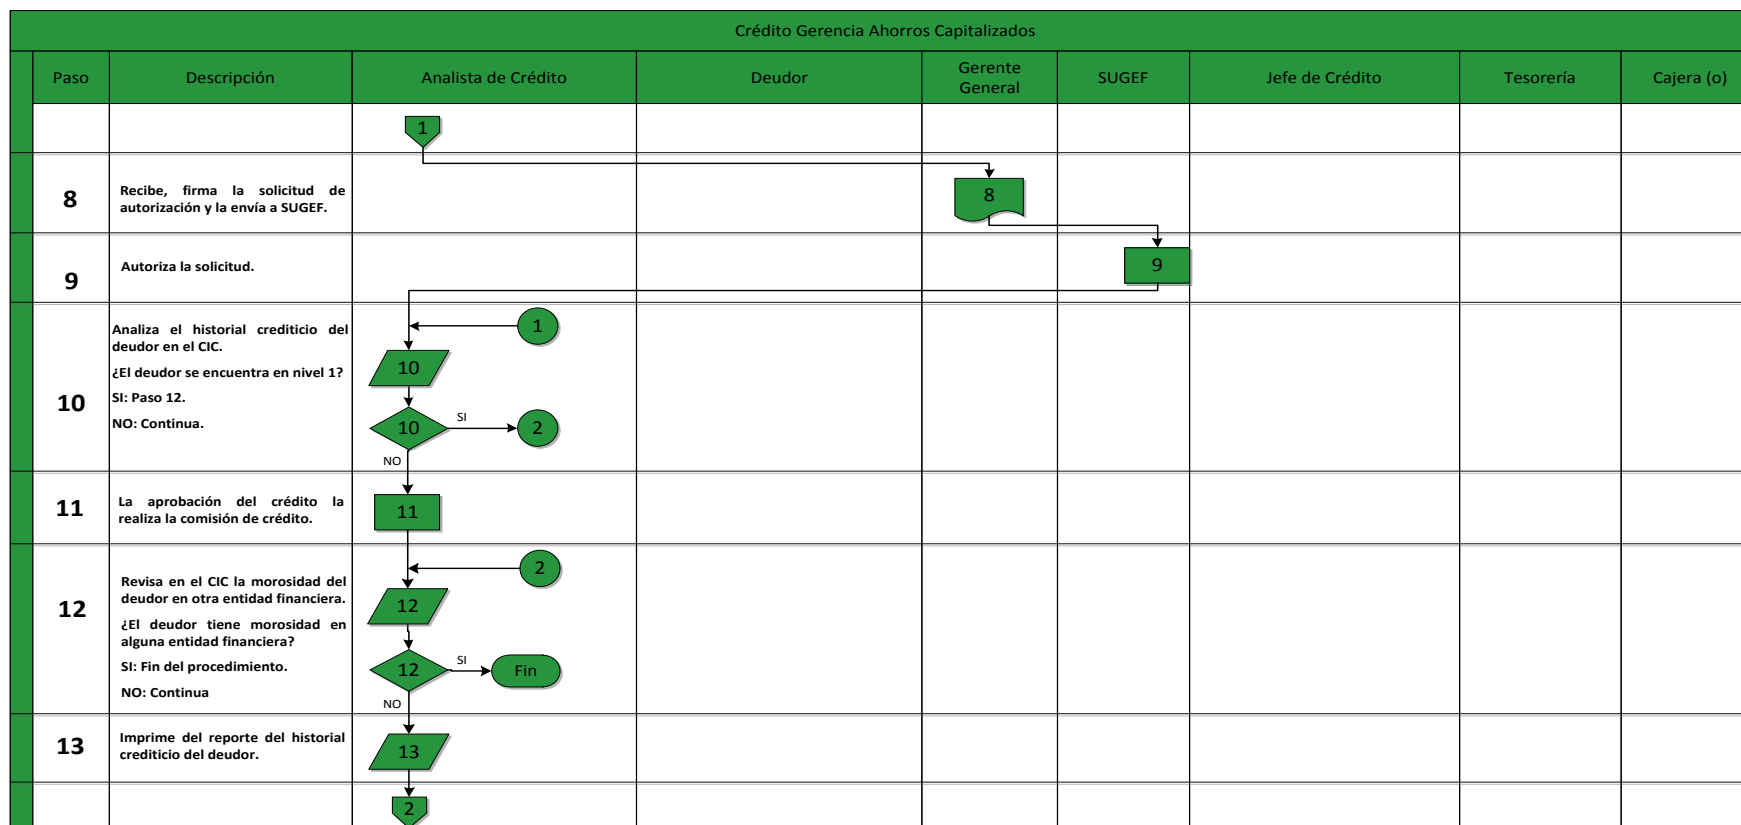 Crédito Gerencia Ahorros Capitalizados
Paso
Descripción
Analista de Crédito
Deudor
Gerente
General
SUGEF
Jefe de Crédito
Tesorería
Cajera (o)
1
8
Recibe, firma la solicitud de
autorización y la envía a SUGEF.
8
9
Autoriza la solicitud.
9
10
Analiza el historial crediticio del
deudor en el CIC.
¿El deudor se encuentra en nivel 1?
SI: Paso 12.
NO: Continua.
1
10
10
SI
2
NO
11
La aprobación del crédito la
realiza la comisión de crédito.
11
12
Revisa en el CIC la morosidad del
deudor en otra entidad financiera.
¿El deudor tiene morosidad en
alguna entidad financiera?
SI: Fin del procedimiento.
NO: Continua
2
12
12
SI
Fin
NO
13
Imprime del reporte del historial
crediticio del deudor.
13
2